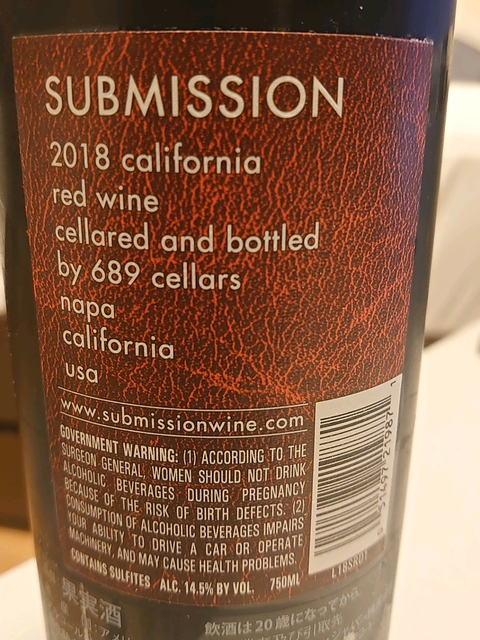 SUBMISSION
2018 california
red wine
cellared and bottled
by 689 cellars
napa
california
usa
www.submissionwine.com
GOVERNMENT WARNING: (1) ACCORDING TO THE
SURGEON GENERAL, WOMEN SHOULD NOT DRINK
ALCOHOLIC BEVERAGES DURING PREGNANCY
BECAUSE OF THE RISK OF BIRTH DEFECTS. (2)
CONSUMPTION OF ALCOHOLIC BEVERAGES IMPAIRS
YOUR ABILITY TO DRIVE A CAR OR OPERATE
MACHINERY, AND MAY CAUSE HEALTH PROBLEMS.
CONTAINS SULFITES ALC. 14.5% BY VOL. 750ML
L18SR01
果実酒
飲酒は20歳になってから